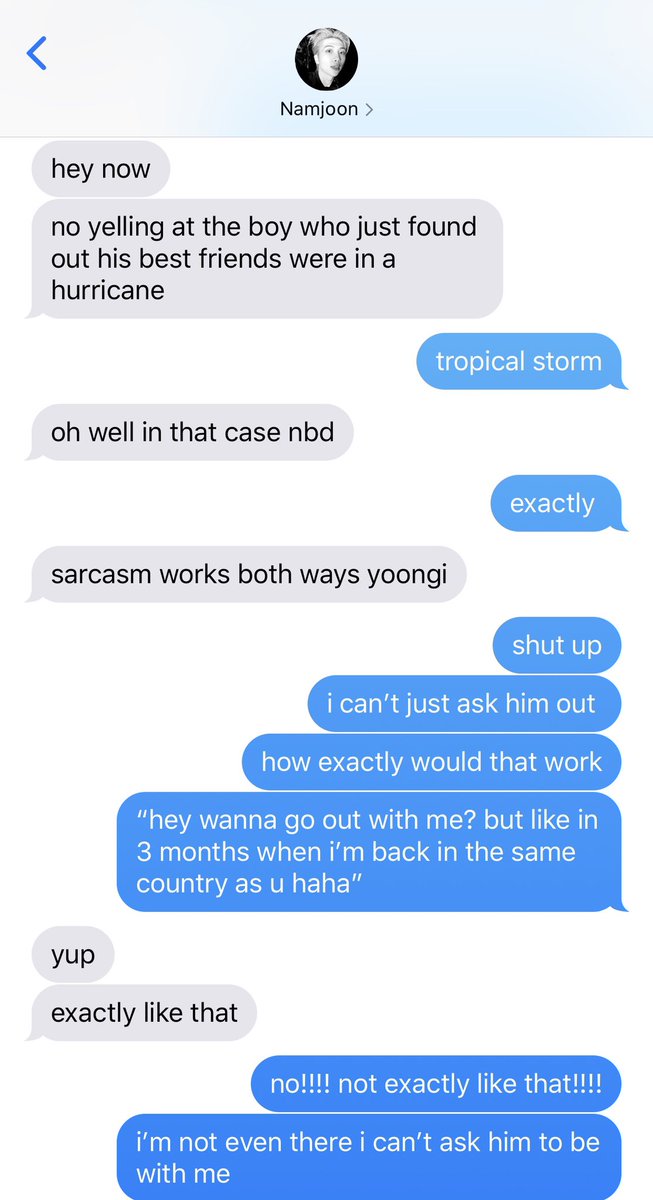 Namjoon
hey now
no yelling at the boy who just found
out his best friends were in a
hurricane
tropical storm
oh well in that case nbd
exactly
sarcasm works both ways yoongi
shut up
i can’t just ask him out
how exactly would that work
“hey wanna go out with me? but like in
3 months when i’m back in the same
country as u haha”
yup
exactly like that
no!!!! not exactly like that!!!!
i’m not even there i can’t ask him to be
with me